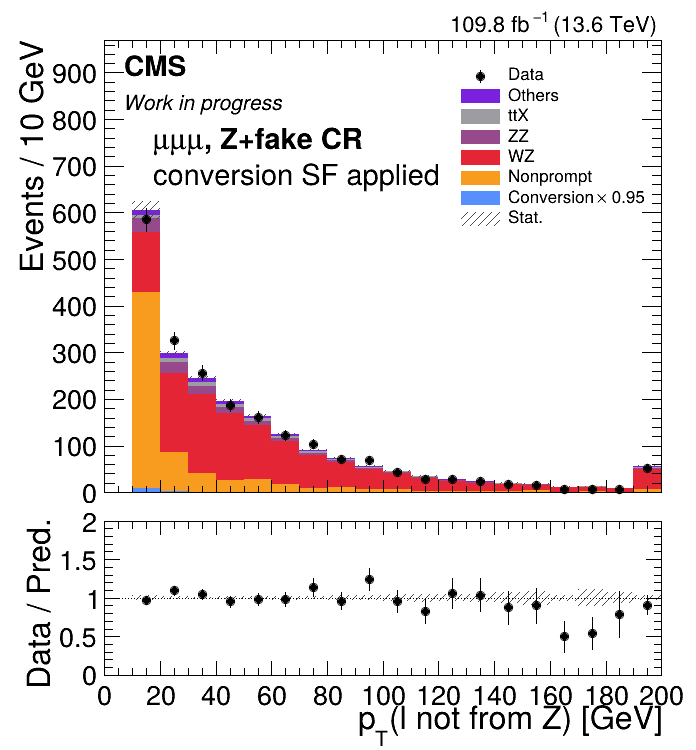 109.8 fb⁻¹ (13.6 TeV)
CMS
Work in progress
μμμ, Z+fake CR
conversion SF applied
Data
Others
ttX
ZZ
WZ
Nonprompt
Conversion × 0.95
Stat.
Events / 10 GeV
900
800
700
600
500
400
300
200
100
0
Data / Pred.
2
1.5
1
0.5
0
0 20 40 60 80 100 120 140 160 180 200
p_T(l not from Z) [GeV]